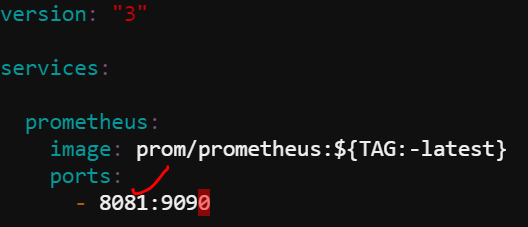 version: "3"
services:
prometheus:
image: prom/prometheus:${TAG:-latest}
ports:
- 8081:9090